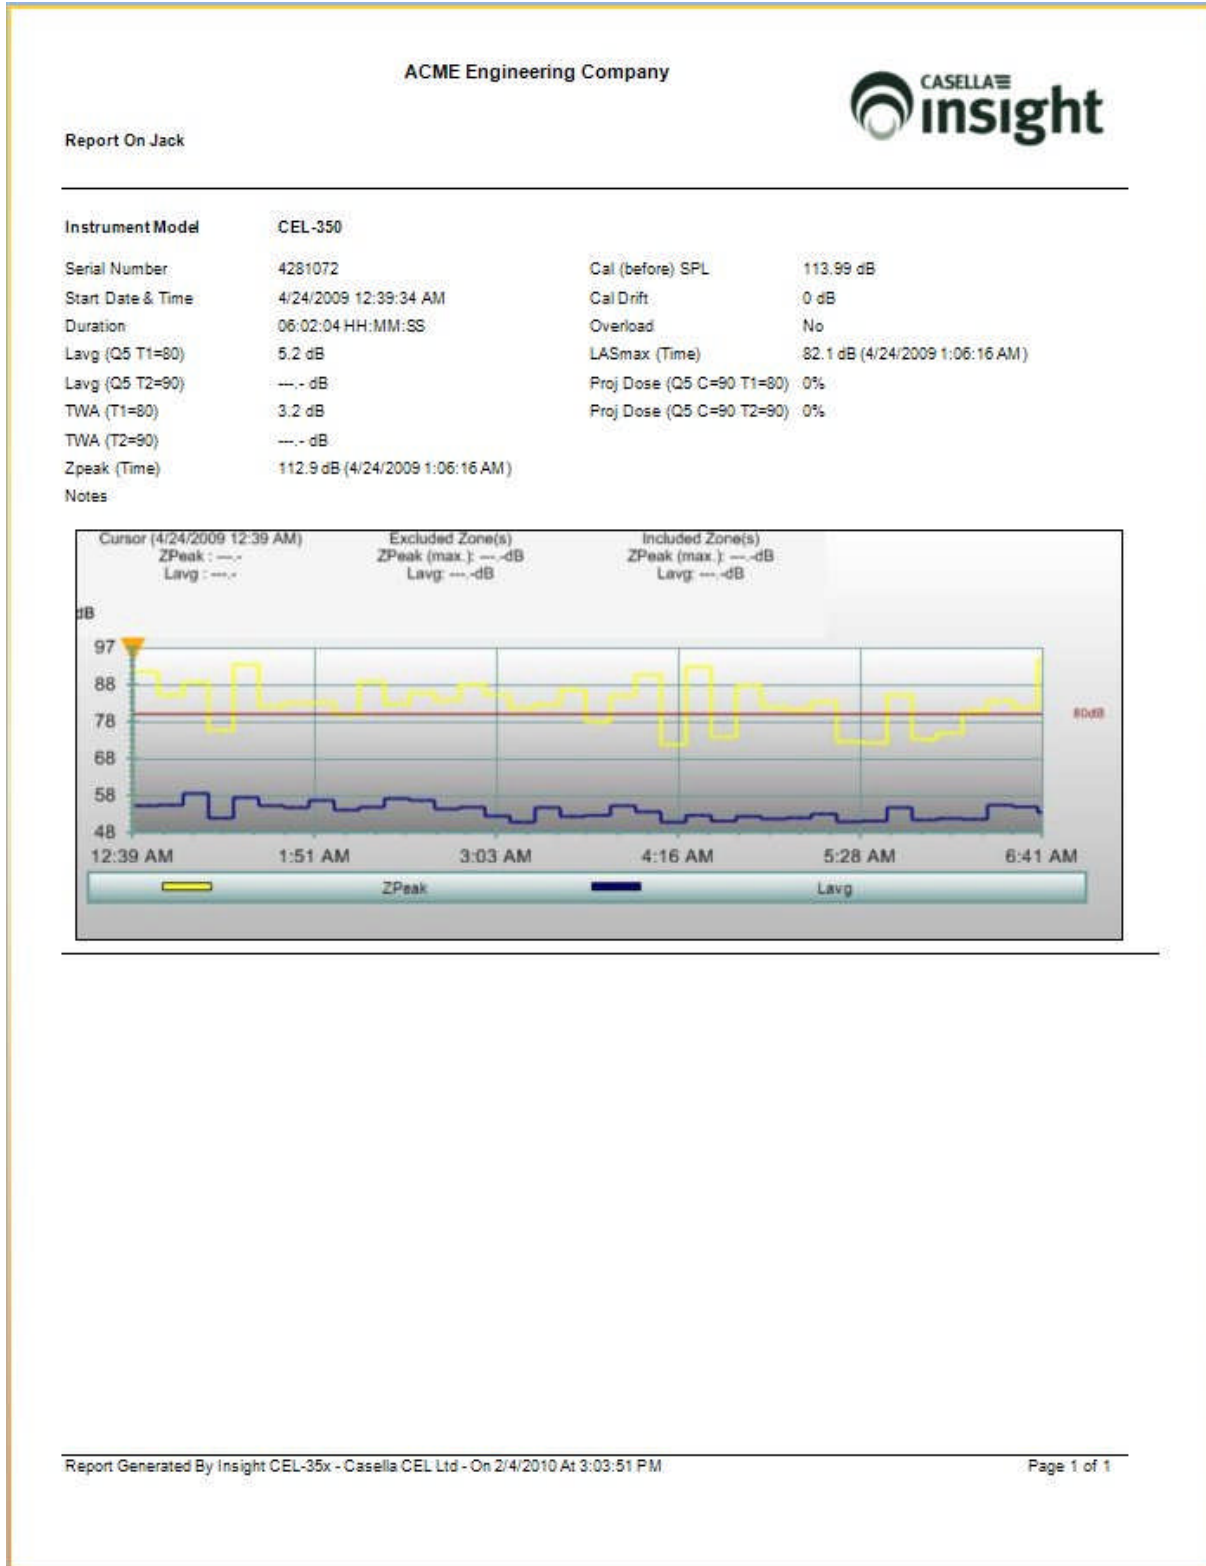 ACME Engineering Company
CASELLA
insight
Report On Jack
Instrument Model CEL-350
Serial Number 4281072 Cal (before) SPL 113.99 dB
Start Date & Time 4/24/2009 12:39:34 AM Cal Drift 0 dB
Duration 06:02:04 HH:MM:SS Overload No
Lavg (Q5 T1=80) 5.2 dB LASmax (Time) 82.1 dB (4/24/2009 1:06:16 AM)
Lavg (Q5 T2=90) ---.- dB Proj Dose (Q5 C=90 T1=80) 0%
TWA (T1=80) 3.2 dB Proj Dose (Q5 C=90 T2=90) 0%
TWA (T2=90) ---.- dB
Zpeak (Time) 112.9 dB (4/24/2009 1:06:16 AM)
Notes
Cursor (4/24/2009 12:39 AM) Excluded Zone(s) Included Zone(s)
ZPeak : ---.- ZPeak (max.): ---.-dB ZPeak (max.): ---.-dB
Lavg : ---.- Lavg: ---.-dB Lavg: ---.-dB
dB
97
88
78 80dB
68
58
48
12:39 AM 1:51 AM 3:03 AM 4:16 AM 5:28 AM 6:41 AM
ZPeak Lavg
Report Generated By Insight CEL-35x - Casella CEL Ltd - On 2/4/2010 At 3:03:51 PM Page 1 of 1